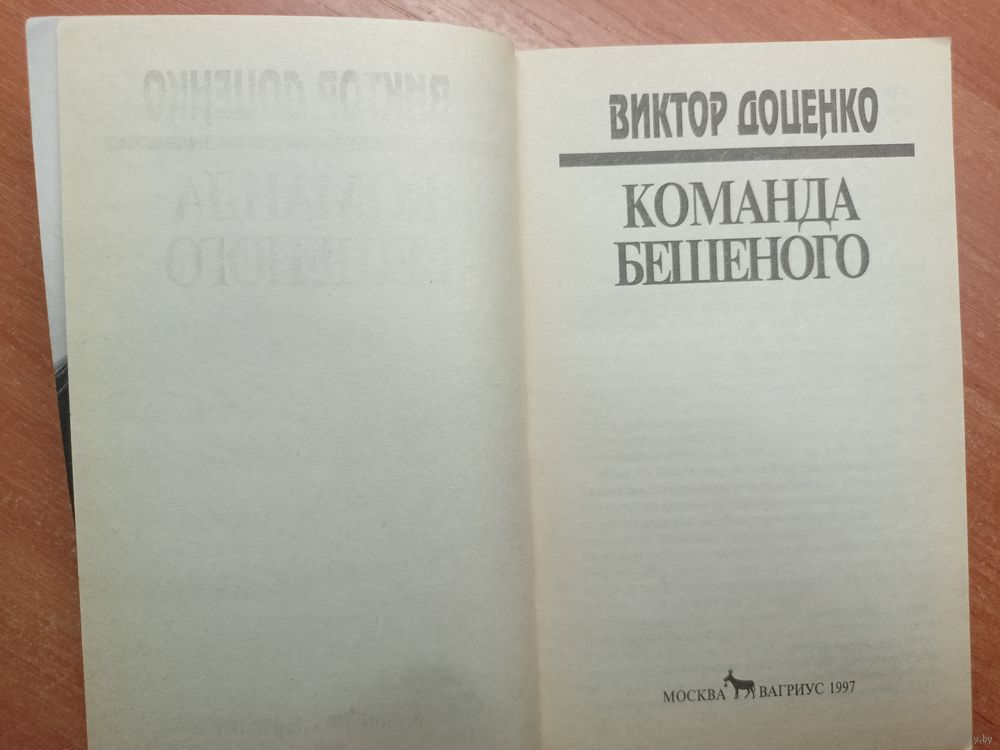 ВИКТОР ДОЦЕНКО
КОМАНДА
БЕШЕНОГО
МОСКВА ВАГРИУС 1997